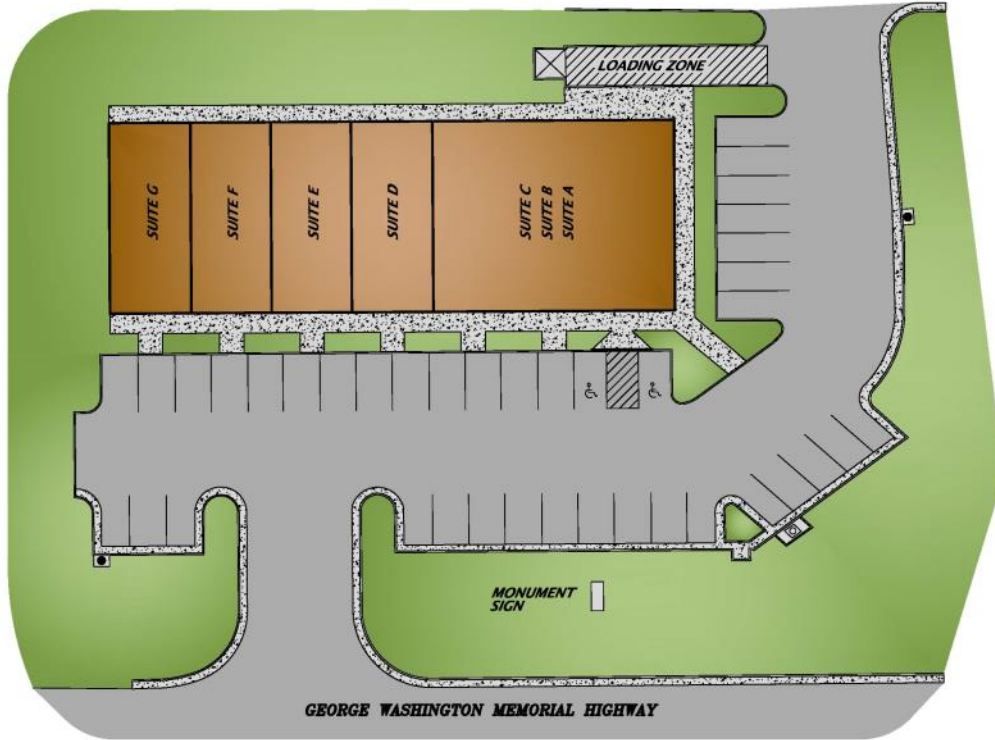 LOADING ZONE
SUITE G
SUITE F
SUITE E
SUITE D
SUITE C
SUITE B
SUITE A
MONUMENT
SIGN
GEORGE WASHINGTON MEMORIAL HIGHWAY